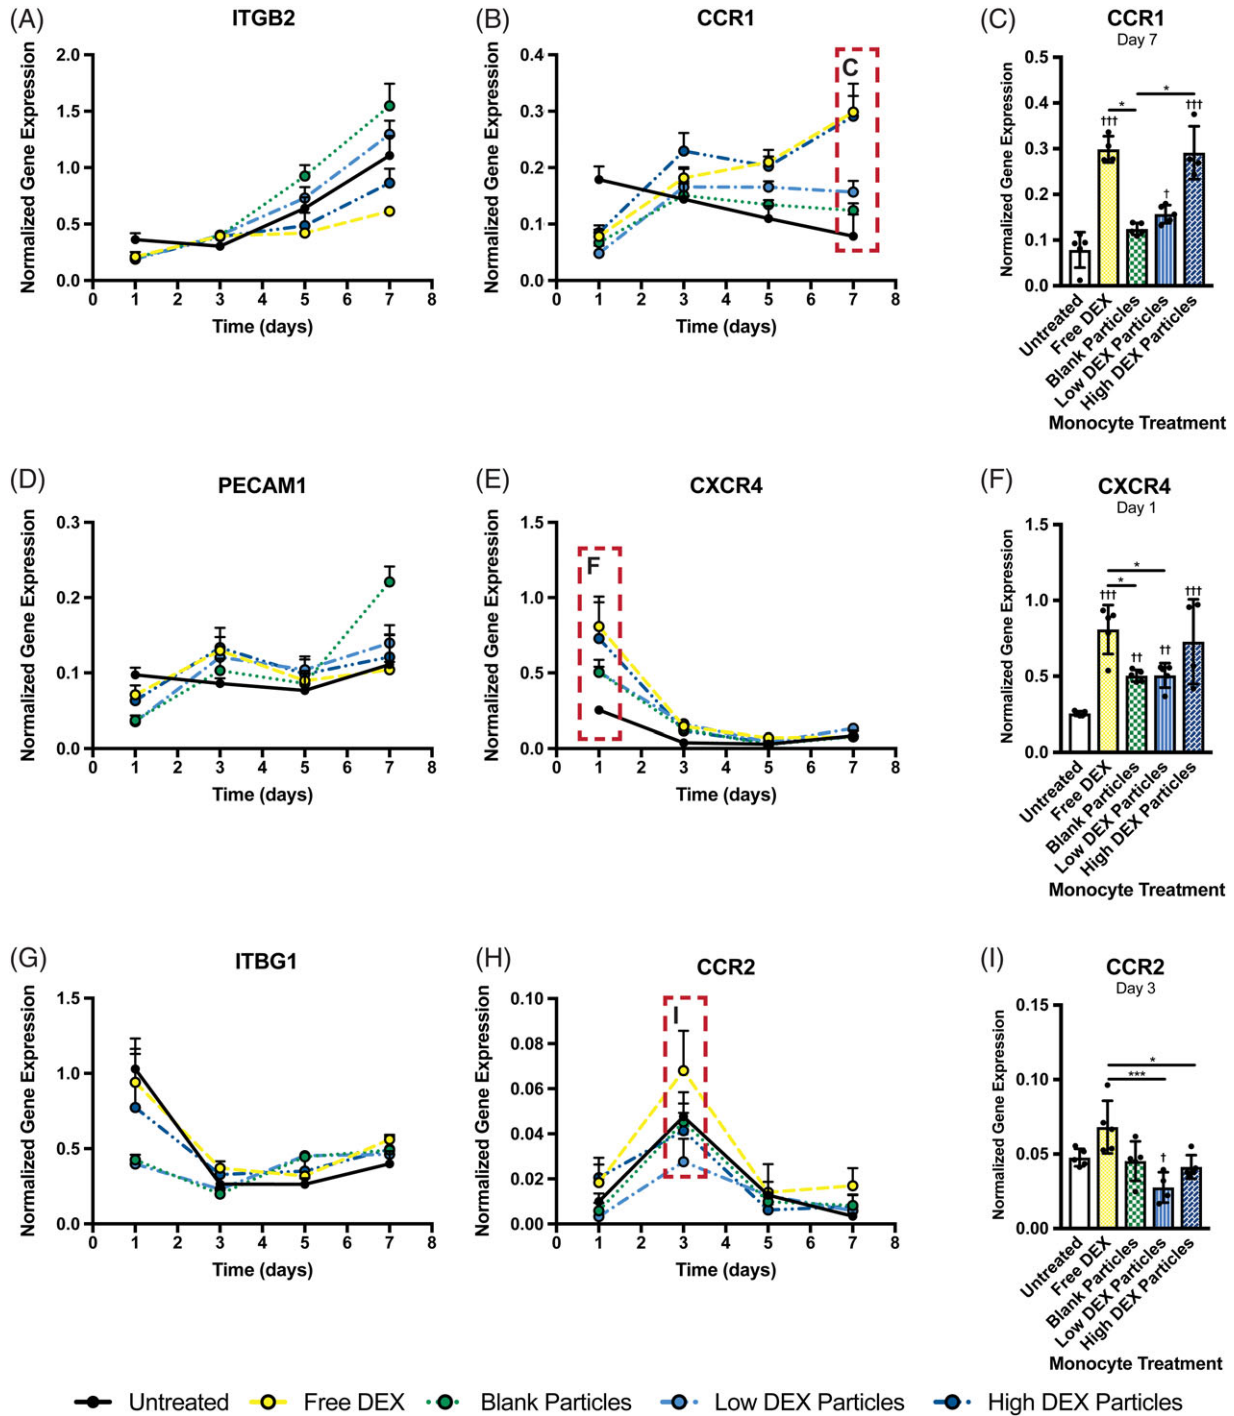 (A)
ITGB2
Normalized Gene Expression
2.0
1.5
1.0
0.5
0.0
0 1 2 3 4 5 6 7 8
Time (days)
(B)
CCR1
Normalized Gene Expression
0.4
0.3
0.2
0.1
0.0
C
0 1 2 3 4 5 6 7 8
Time (days)
(C)
CCR1
Day 7
Normalized Gene Expression
0.5
0.4
0.3
0.2
0.1
0.0
* *
††† † †††
Untreated
Free DEX
Blank Particles
Low DEX Particles
High DEX Particles
Monocyte Treatment
(D)
PECAM1
Normalized Gene Expression
0.3
0.2
0.1
0.0
0 1 2 3 4 5 6 7 8
Time (days)
(E)
CXCR4
Normalized Gene Expression
1.5
1.0
0.5
0.0
F
0 1 2 3 4 5 6 7 8
Time (days)
(F)
CXCR4
Day 1
Normalized Gene Expression
1.5
1.0
0.5
0.0
*
*
††† †† †† †††
Untreated
Free DEX
Blank Particles
Low DEX Particles
High DEX Particles
Monocyte Treatment
(G)
ITBG1
Normalized Gene Expression
1.5
1.0
0.5
0.0
0 1 2 3 4 5 6 7 8
Time (days)
(H)
CCR2
Normalized Gene Expression
0.10
0.08
0.06
0.04
0.02
0.00
I
0 1 2 3 4 5 6 7 8
Time (days)
(I)
CCR2
Day 3
Normalized Gene Expression
0.15
0.10
0.05
0.00
*
***
†
Untreated
Free DEX
Blank Particles
Low DEX Particles
High DEX Particles
Monocyte Treatment
Untreated Free DEX Blank Particles Low DEX Particles High DEX Particles